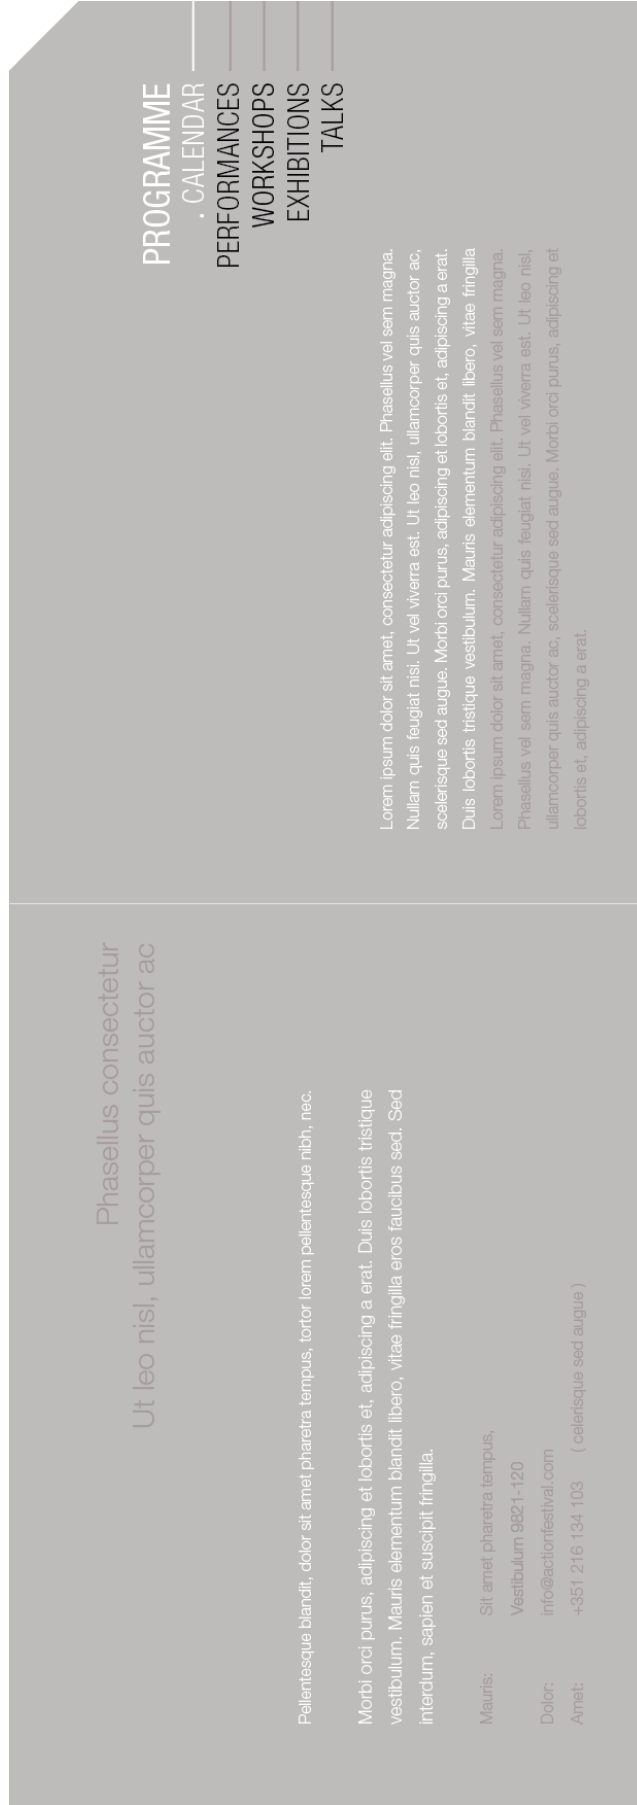 PROGRAMME
. CALENDAR
PERFORMANCES
WORKSHOPS
EXHIBITIONS
TALKS
Lorem ipsum dolor sit amet, consectetur adipiscing elit. Phasellus vel sem magna.
Nullam quis feugiat nisi. Ut vel viverra est. Ut leo nisl, ullamcorper quis auctor ac,
scelerisque sed augue. Morbi orci purus, adipiscing et lobortis et, adipiscing a erat.
Duis lobortis tristique vestibulum. Mauris elementum blandit libero, vitae fringilla
Lorem ipsum dolor sit amet, consectetur adipiscing elit. Phasellus vel sem magna.
Phasellus vel sem magna. Nullam quis feugiat nisi. Ut vel viverra est. Ut leo nisl,
ullamcorper quis auctor ac, scelerisque sed augue. Morbi orci purus, adipiscing et
lobortis et, adipiscing a erat.
Phasellus consectetur
Ut leo nisl, ullamcorper quis auctor ac
Pellentesque blandit, dolor sit amet pharetra tempus, tortor lorem pellentesque nibh, nec.
Morbi orci purus, adipiscing et lobortis et, adipiscing a erat. Duis lobortis tristique
vestibulum. Mauris elementum blandit libero, vitae fringilla eros faucibus sed. Sed
interdum, sapien et suscipit fringilla.
Mauris: Sit amet pharetra tempus,
Vestibulum 9821-120
Dolor: info@actionfestival.com
Amet: +351 216 134 103 ( celerisque sed augue )